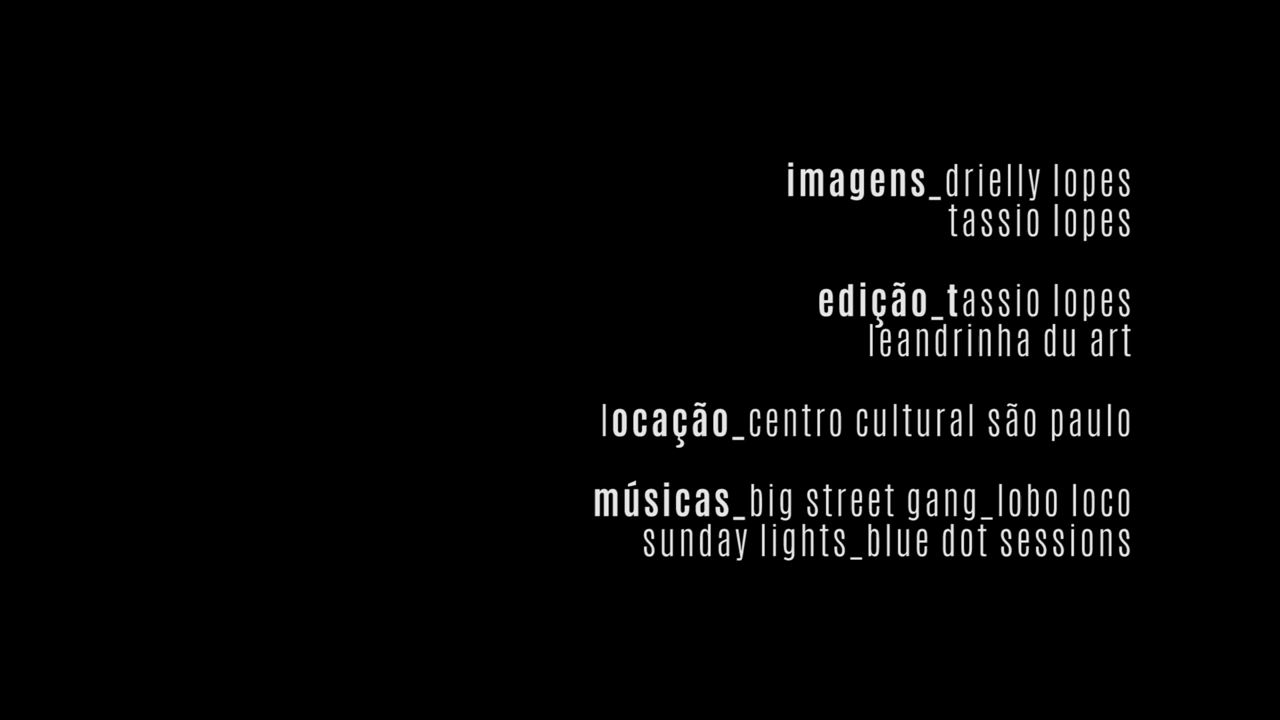 imagens_drielly lopes
tassio lopes
edição_tassio lopes
leandrinha du art
locação_centro cultural são paulo
músicas_big street gang_lobo loco
sunday lights_blue dot sessions